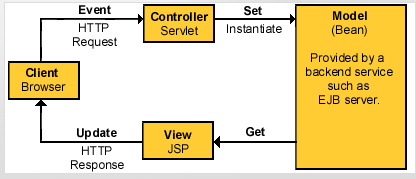 Event
HTTP
Request
Controller
Servlet
Set
Instantiate
Model
(Bean)
Provided by a
backend service
such as
EJB server.
Client
Browser
Update
HTTP
Response
View
JSP
Get